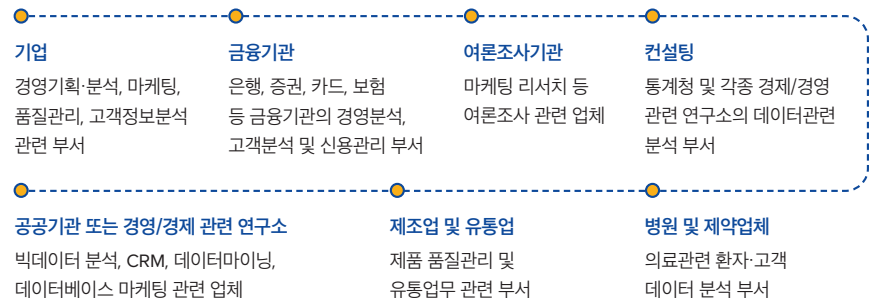 기업
경영기획·분석, 마케팅,
품질관리, 고객정보분석
관련 부서
금융기관
은행, 증권, 카드, 보험
등 금융기관의 경영분석,
고객분석 및 신용관리 부서
여론조사기관
마케팅 리서치 등
여론조사 관련 업체
컨설팅
통계청 및 각종 경제/경영
관련 연구소의 데이터관련
분석 부서
공공기관 또는 경영/경제 관련 연구소
빅데이터 분석, CRM, 데이터마이닝,
데이터베이스 마케팅 관련 업체
제조업 및 유통업
제품 품질관리 및
유통업무 관련 부서
병원 및 제약업체
의료관련 환자·고객
데이터 분석 부서